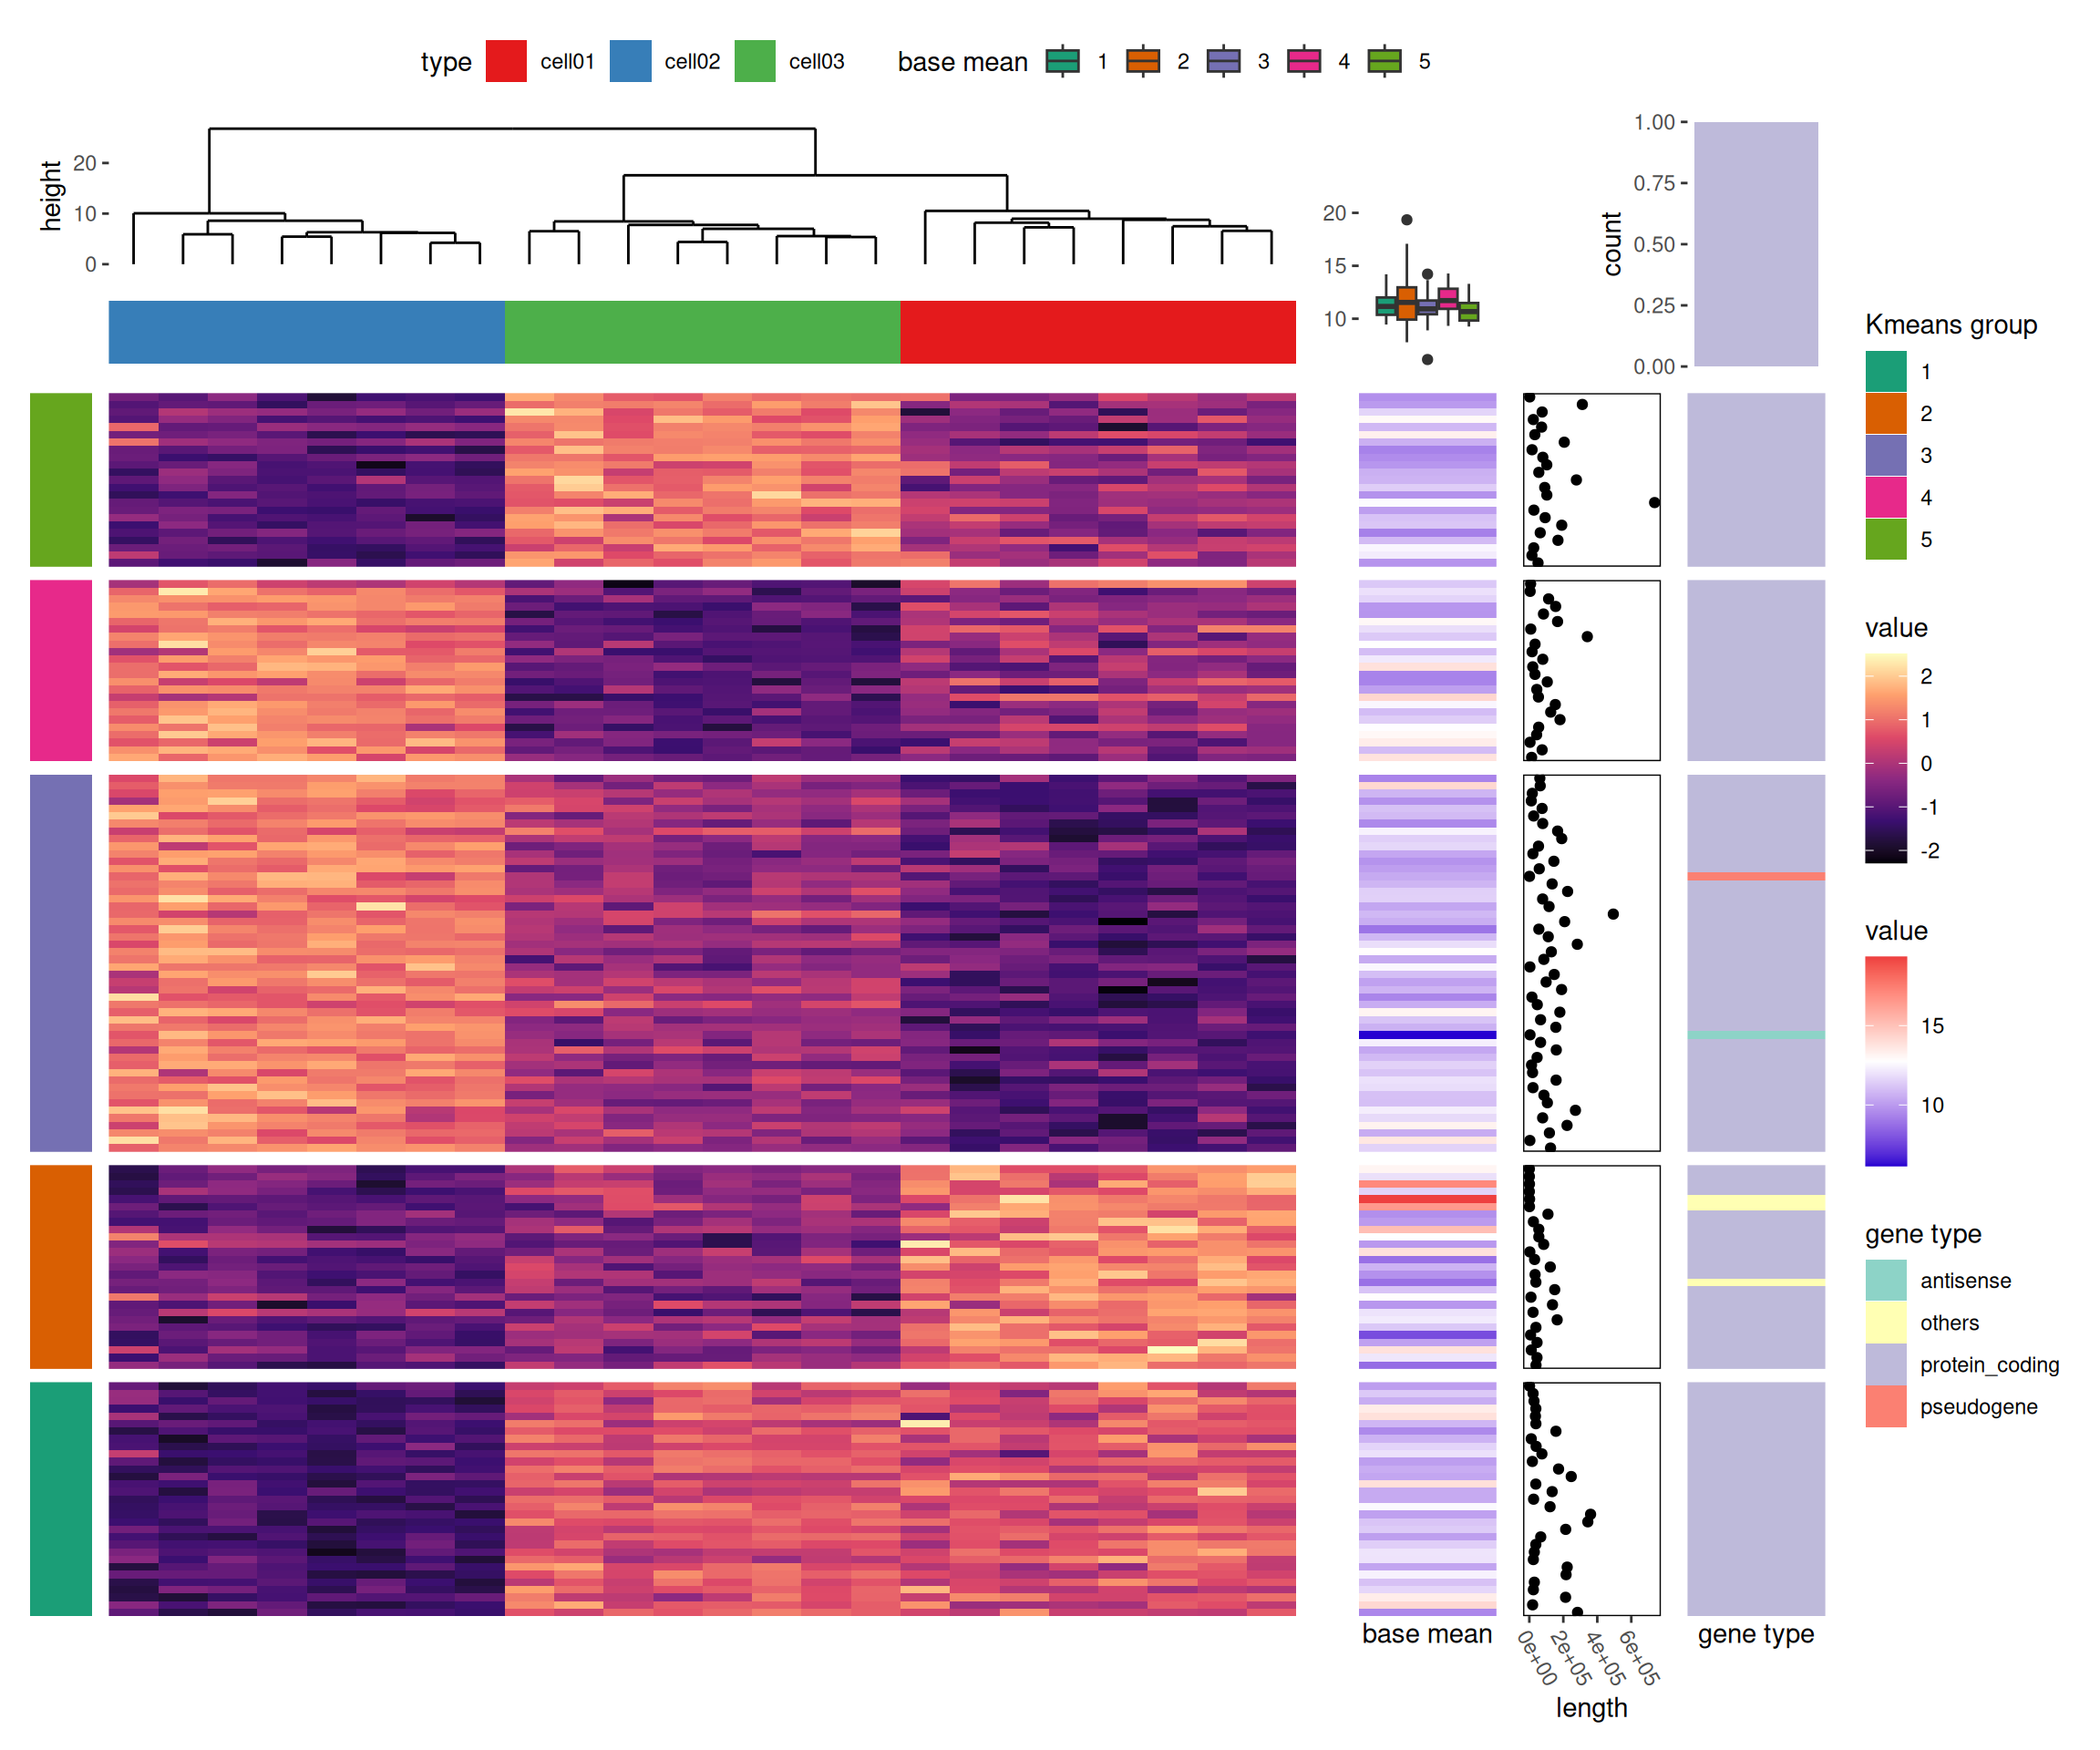 type cell01 cell02 cell03 base mean 1 2 3 4 5
height
20
10
0
20
15
10
count
1.00
0.75
0.50
0.25
0.00
Kmeans group
1
2
3
4
5
value
2
1
0
-1
-2
value
15
10
gene type
antisense
others
protein_coding
pseudogene
base mean
0e+00 2e+05 4e+05 6e+05
length
gene type